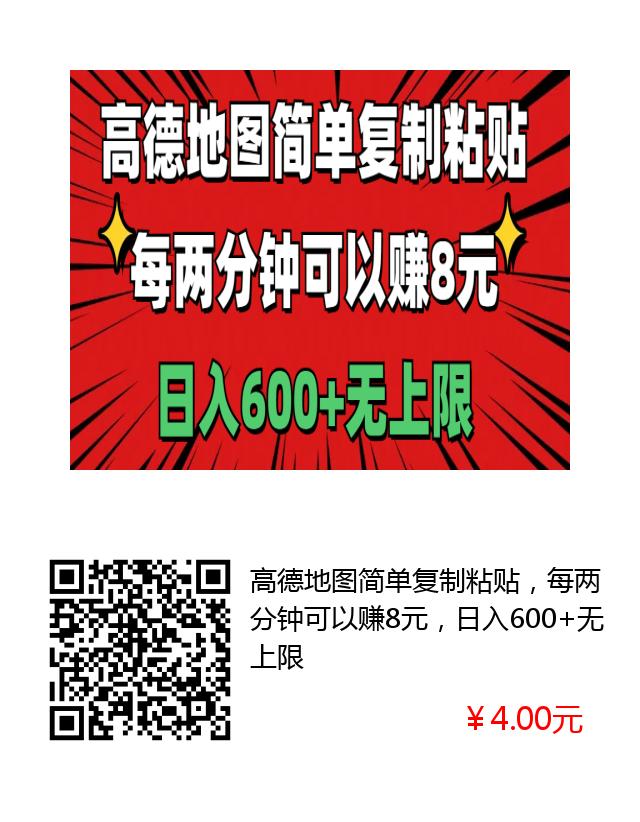 高德地图简单复制粘贴
每两分钟可以赚8元
日入600+无上限
高德地图简单复制粘贴，每两
分钟可以赚8元，日入600+无
上限
￥4.00元